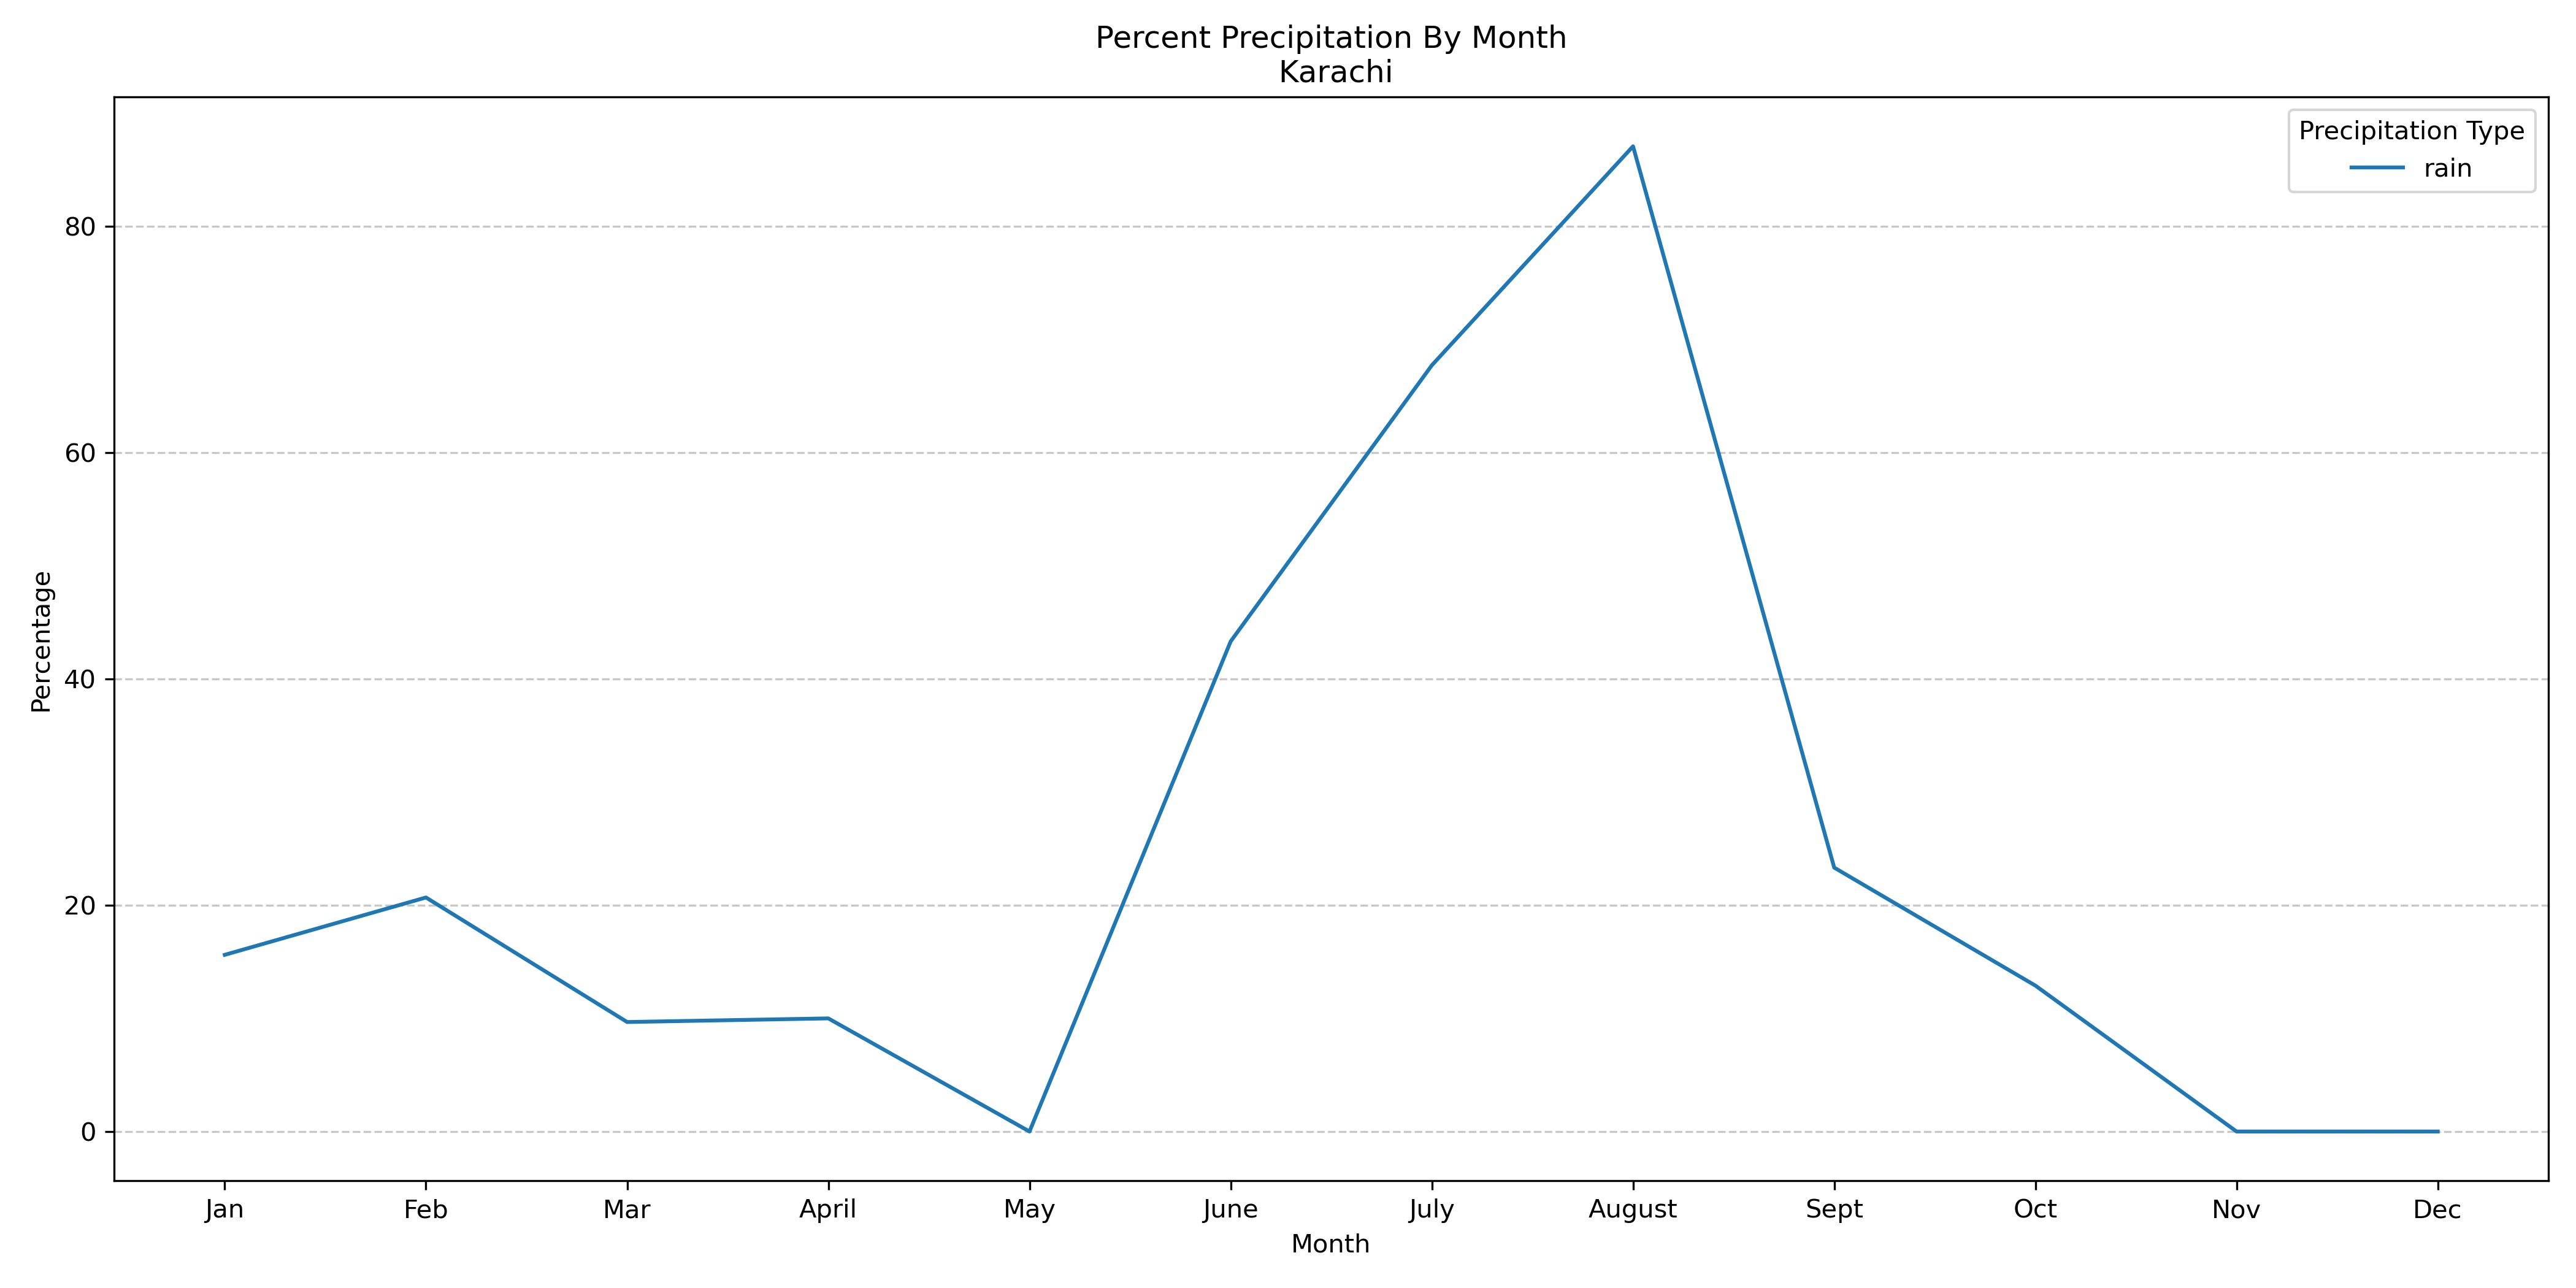 Percent Precipitation By Month
Karachi
Precipitation Type
rain
Percentage
80
60
40
20
0
Jan Feb Mar April May June July August Sept Oct Nov Dec
Month